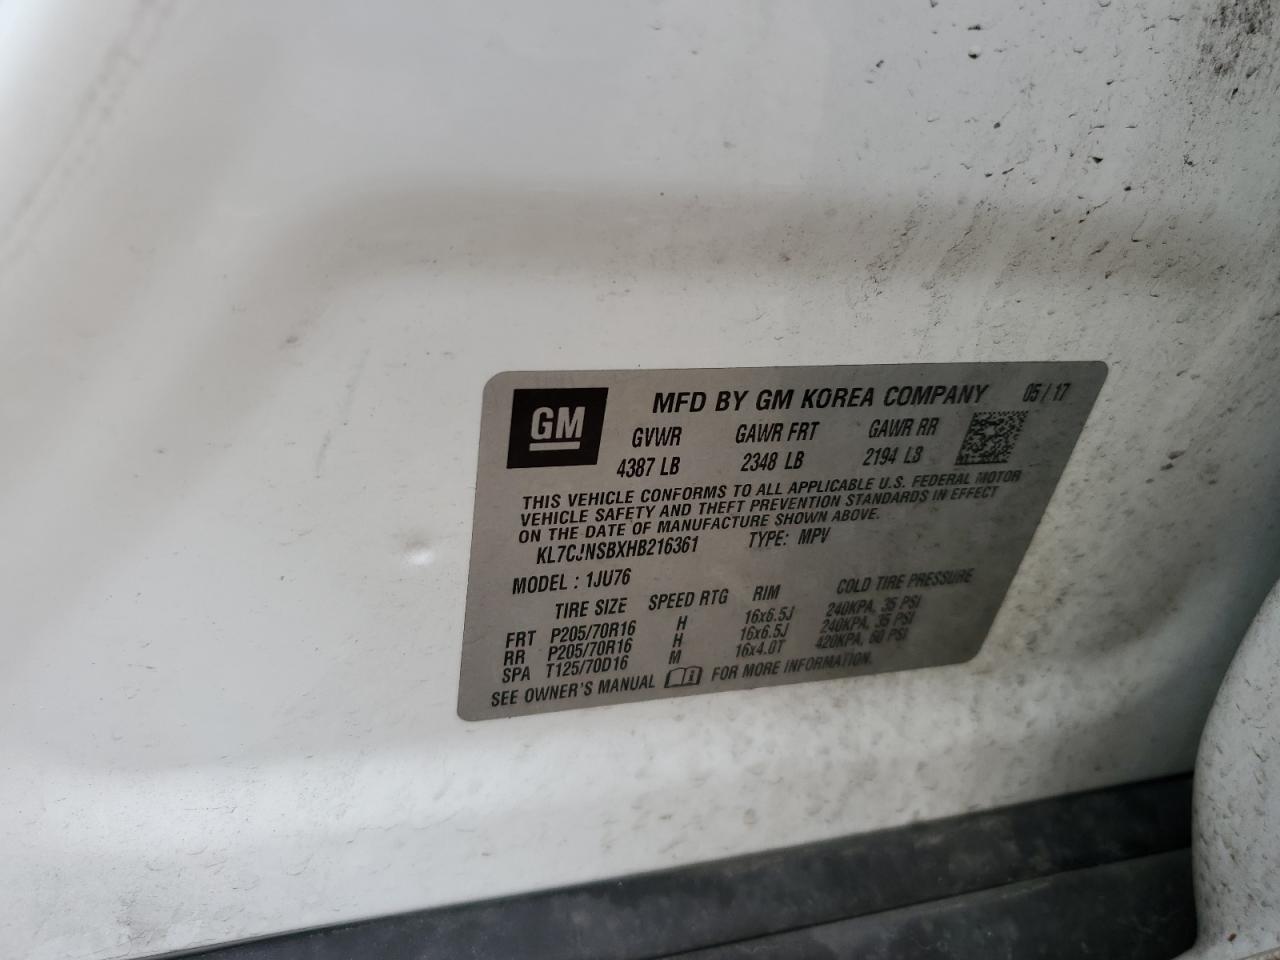 GM MFD BY GM KOREA COMPANY 05/17
GVWR GAWR FRT GAWR RR
4387 LB 2348 LB 2194 LB
THIS VEHICLE CONFORMS TO ALL APPLICABLE U.S. FEDERAL MOTOR
VEHICLE SAFETY AND THEFT PREVENTION STANDARDS IN EFFECT
ON THE DATE OF MANUFACTURE SHOWN ABOVE.
KL7CJNSBXHB216361 TYPE: MPV
MODEL : 1JU76
TIRE SIZE SPEED RTG RIM COLD TIRE PRESSURE
FRT P205/70R16 H 16x6.5J 240KPA, 35 PSI
RR P205/70R16 H 16x6.5J 240KPA, 35 PSI
SPA T125/70D16 M 16x4.0T 420KPA, 60 PSI
SEE OWNER'S MANUAL FOR MORE INFORMATION.